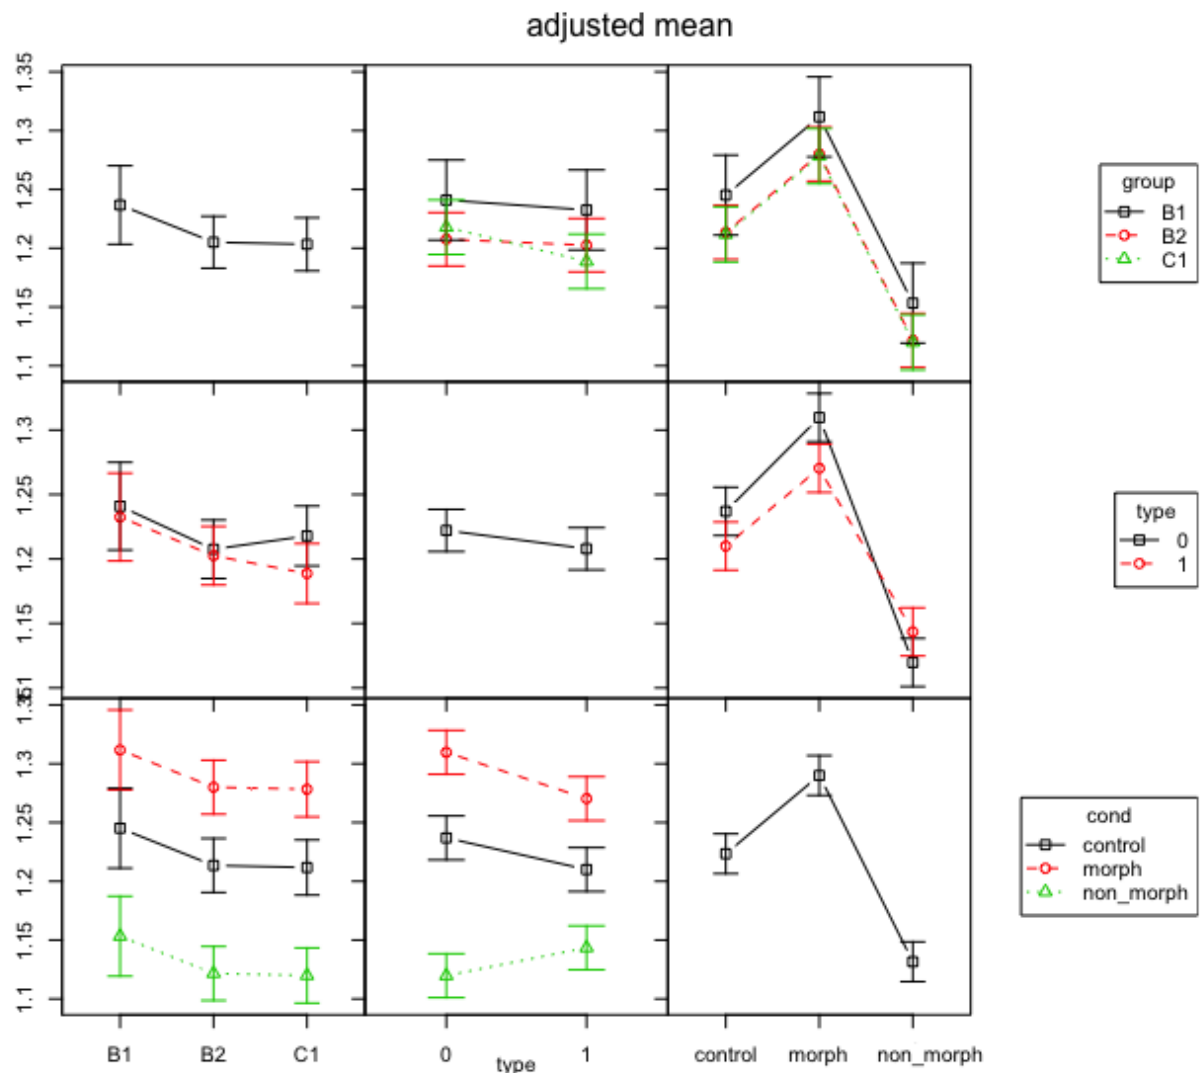 adjusted mean
1.35
1.3
1.25
1.2
1.15
1.1
group
B1
B2
C1
1.3
1.25
1.2
1.15
type
0
1
1.3
1.25
1.2
1.15
1.1
cond
control
morph
non_morph
B1 B2 C1 0 type 1 control morph non_morph